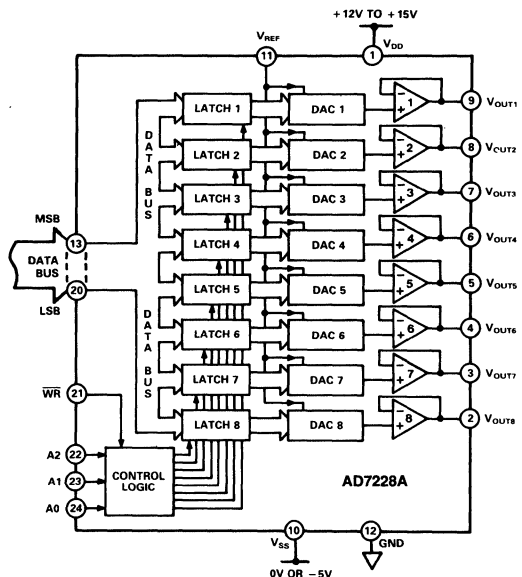 +12V TO +15V
VREF
VDD
11
1
LATCH 1
DAC 1
− + 1
9 VOUT1
DATA BUS
LATCH 2
DAC 2
− + 2
8 VOUT2
LATCH 3
DAC 3
− + 3
7 VOUT3
MSB
13
LATCH 4
DAC 4
− + 4
6 VOUT4
DATA BUS
LATCH 5
DAC 5
− + 5
5 VOUT5
20
LSB
DATA BUS
LATCH 6
DAC 6
− + 6
4 VOUT6
LATCH 7
DAC 7
− + 7
3 VOUT7
WR 21
LATCH 8
DAC 8
− + 8
2 VOUT8
A2 22
A1 23
A0 24
CONTROL
LOGIC
AD7228A
10
12
VSS
GND
0V OR −5V